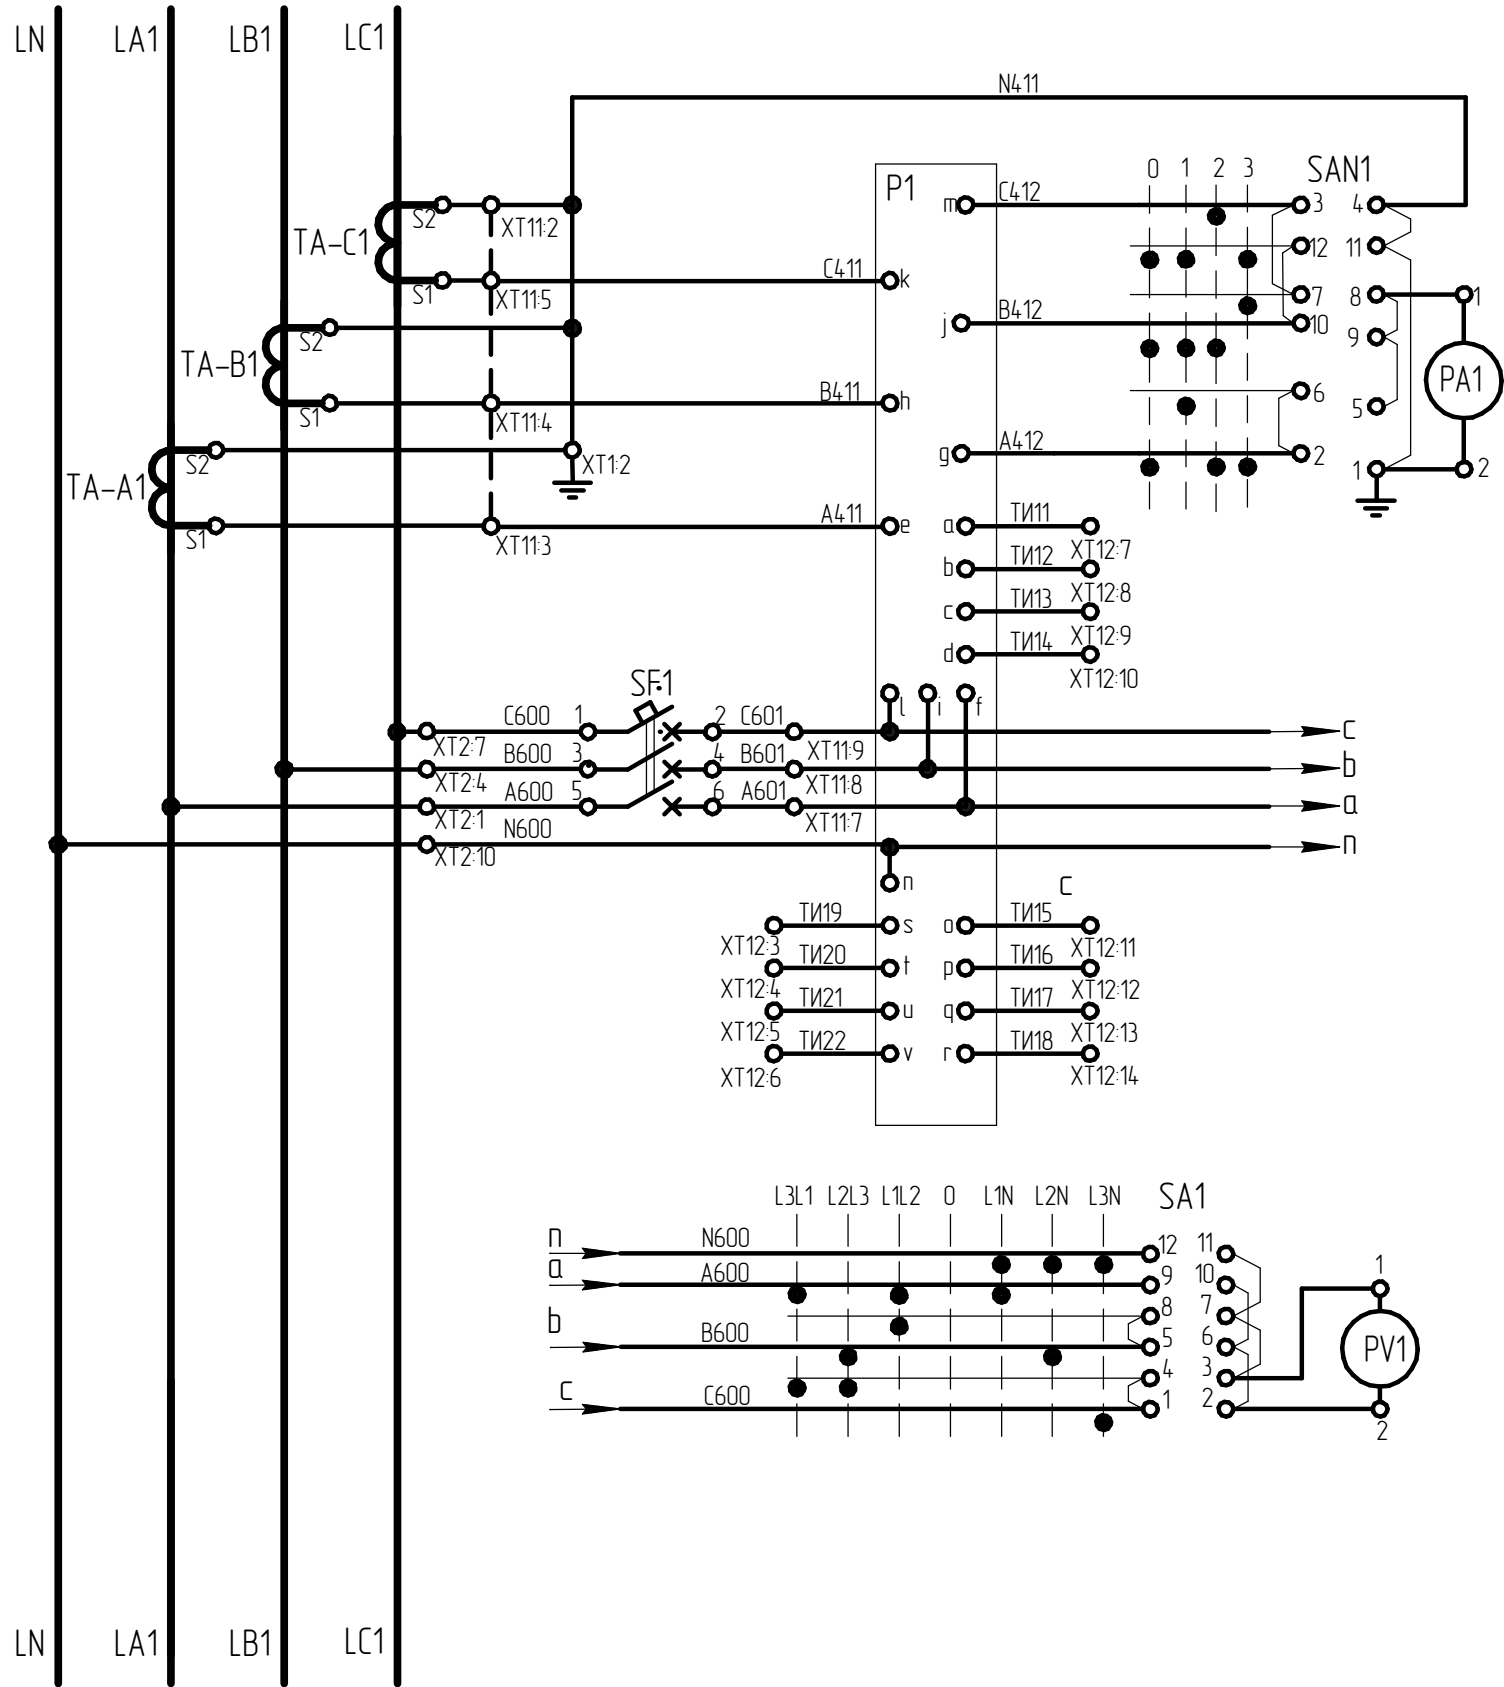 LN LA1 LB1 LC1
N411
0 1 2 3 SAN1
P1
S2 XT11:2 m C412 3 4
TA-C1
12 11
S1 XT11:5 C411 k 7 8 1
S2 j B412 10 9
TA-B1
PA1
S1 XT11:4 B411 h 6 5
S2 XT1:2 g A412 2 1 2
TA-A1
S1 XT11:3 A411 e a ТИ11 XT12:7
b ТИ12 XT12:8
c ТИ13 XT12:9
d ТИ14 XT12:10
SF1
l i f
XT2:7 C600 1 2 C601 XT11:9 c
XT2:4 B600 3 4 B601 XT11:8 b
XT2:1 A600 5 6 A601 XT11:7 a
XT2:10 N600 n
n c
XT12:3 ТИ19 s o ТИ15 XT12:11
XT12:4 ТИ20 t p ТИ16 XT12:12
XT12:5 ТИ21 u q ТИ17 XT12:13
XT12:6 ТИ22 v r ТИ18 XT12:14
L3L1 L2L3 L1L2 0 L1N L2N L3N SA1
n N600 12 11
a A600 9 10 1
8 7
b B600 5 6
PV1
4 3
c C600 1 2
2
LN LA1 LB1 LC1